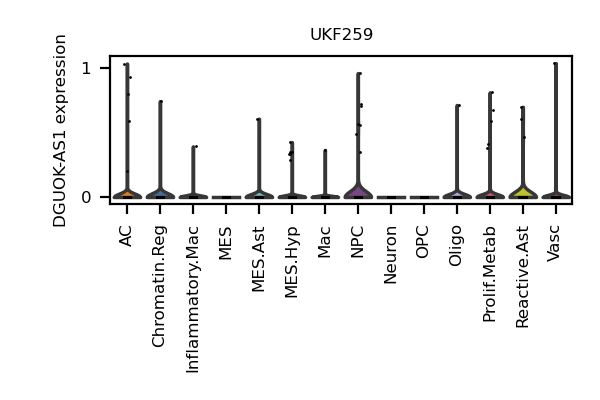 UKF259
DGUOK-AS1 expression
1
0
AC
Chromatin.Reg
Inflammatory.Mac
MES
MES.Ast
MES.Hyp
Mac
NPC
Neuron
OPC
Oligo
Prolif.Metab
Reactive.Ast
Vasc